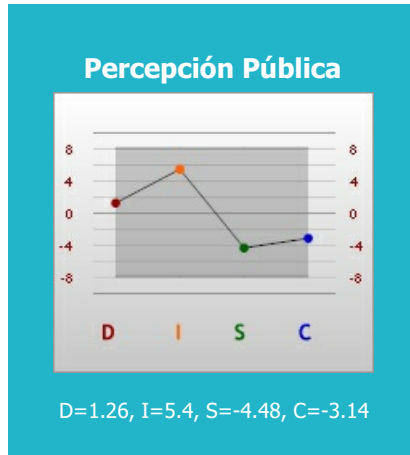 Percepción Pública
8 8
4 4
0 0
-4 -4
-8 -8
D I S C
D=1.26, I=5.4, S=-4.48, C=-3.14